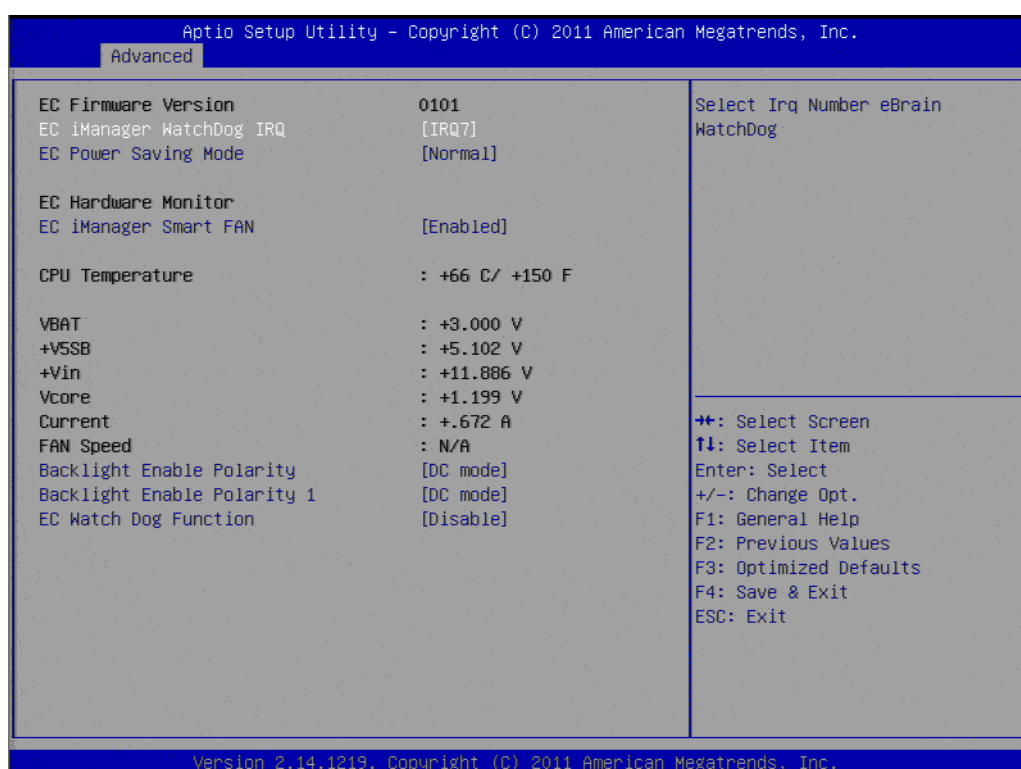 Aptio Setup Utility – Copyright (C) 2011 American Megatrends, Inc.
Advanced
EC Firmware Version 0101
EC iManager WatchDog IRQ [IRQ7]
EC Power Saving Mode [Normal]
EC Hardware Monitor
EC iManager Smart FAN [Enabled]
CPU Temperature : +66 C/ +150 F
VBAT : +3.000 V
+V5SB : +5.102 V
+Vin : +11.886 V
Vcore : +1.199 V
Current : +.672 A
FAN Speed : N/A
Backlight Enable Polarity [DC mode]
Backlight Enable Polarity 1 [DC mode]
EC Watch Dog Function [Disable]
Select Irq Number eBrain
WatchDog
→←: Select Screen
↑↓: Select Item
Enter: Select
+/-: Change Opt.
F1: General Help
F2: Previous Values
F3: Optimized Defaults
F4: Save & Exit
ESC: Exit
Version 2.14.1219. Copyright (C) 2011 American Megatrends, Inc.